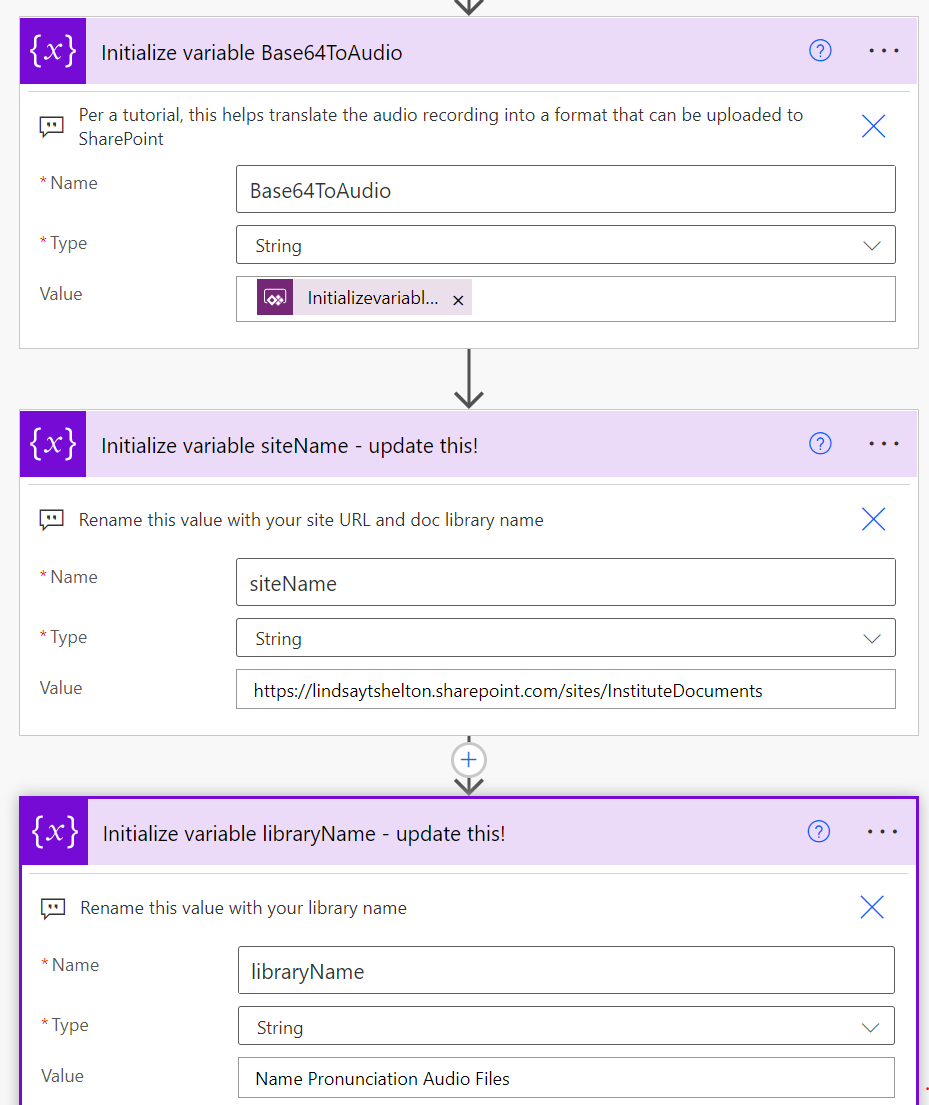 {x} Initialize variable Base64ToAudio ? ...
Per a tutorial, this helps translate the audio recording into a format that can be uploaded to
SharePoint
* Name
Base64ToAudio
* Type
String
Value
Initializevariabl... ×
{x} Initialize variable siteName - update this! ? ...
Rename this value with your site URL and doc library name
* Name
siteName
* Type
String
Value
https://lindsaytshelton.sharepoint.com/sites/InstituteDocuments
{x} Initialize variable libraryName - update this! ? ...
Rename this value with your library name
* Name
libraryName
* Type
String
Value
Name Pronunciation Audio Files